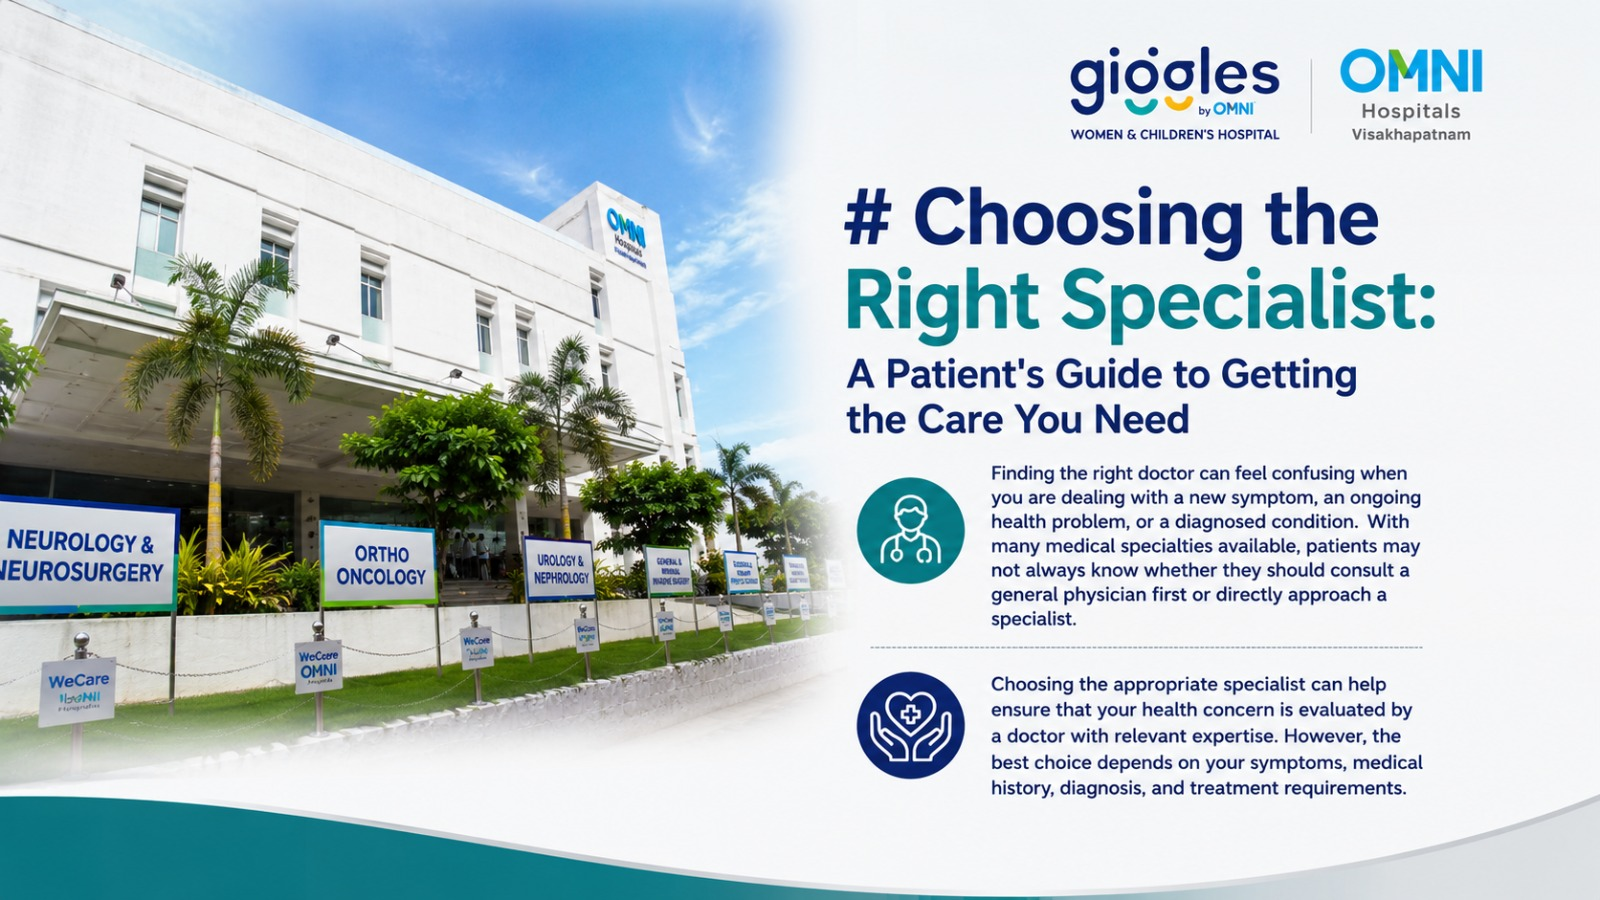 giggles
by OMNI
WOMEN & CHILDREN'S HOSPITAL
OMNI
Hospitals
Visakhapatnam
# Choosing the
Right Specialist:
A Patient's Guide to Getting
the Care You Need
Finding the right doctor can feel confusing when
you are dealing with a new symptom, an ongoing
health problem, or a diagnosed condition. With
many medical specialties available, patients may
not always know whether they should consult a
general physician first or directly approach a
specialist.
Choosing the appropriate specialist can help
ensure that your health concern is evaluated by
a doctor with relevant expertise. However, the
best choice depends on your symptoms, medical
history, diagnosis, and treatment requirements.
OMNI
Hospitals
NEUROLOGY &
NEUROSURGERY
ORTHO
ONCOLOGY
UROLOGY &
NEPHROLOGY
GENERAL &
WeCare
WeCcere
OMNI
WeCare
WeCare